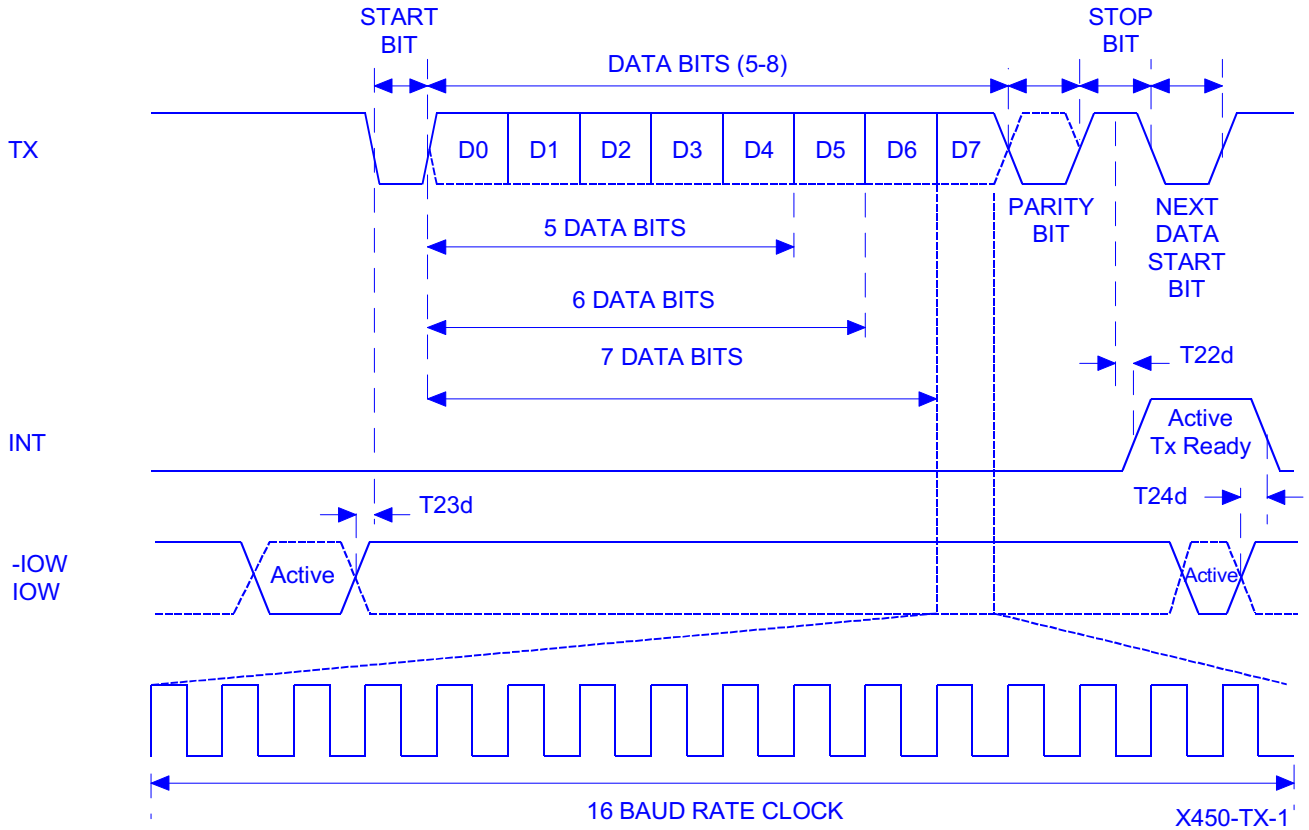 START
BIT
DATA BITS (5-8)
STOP
BIT
TX
D0 D1 D2 D3 D4 D5 D6 D7
PARITY
BIT
NEXT
DATA
START
BIT
5 DATA BITS
6 DATA BITS
7 DATA BITS
T22d
INT
Active
Tx Ready
T23d
T24d
-IOW
IOW
Active
Active
16 BAUD RATE CLOCK
X450-TX-1